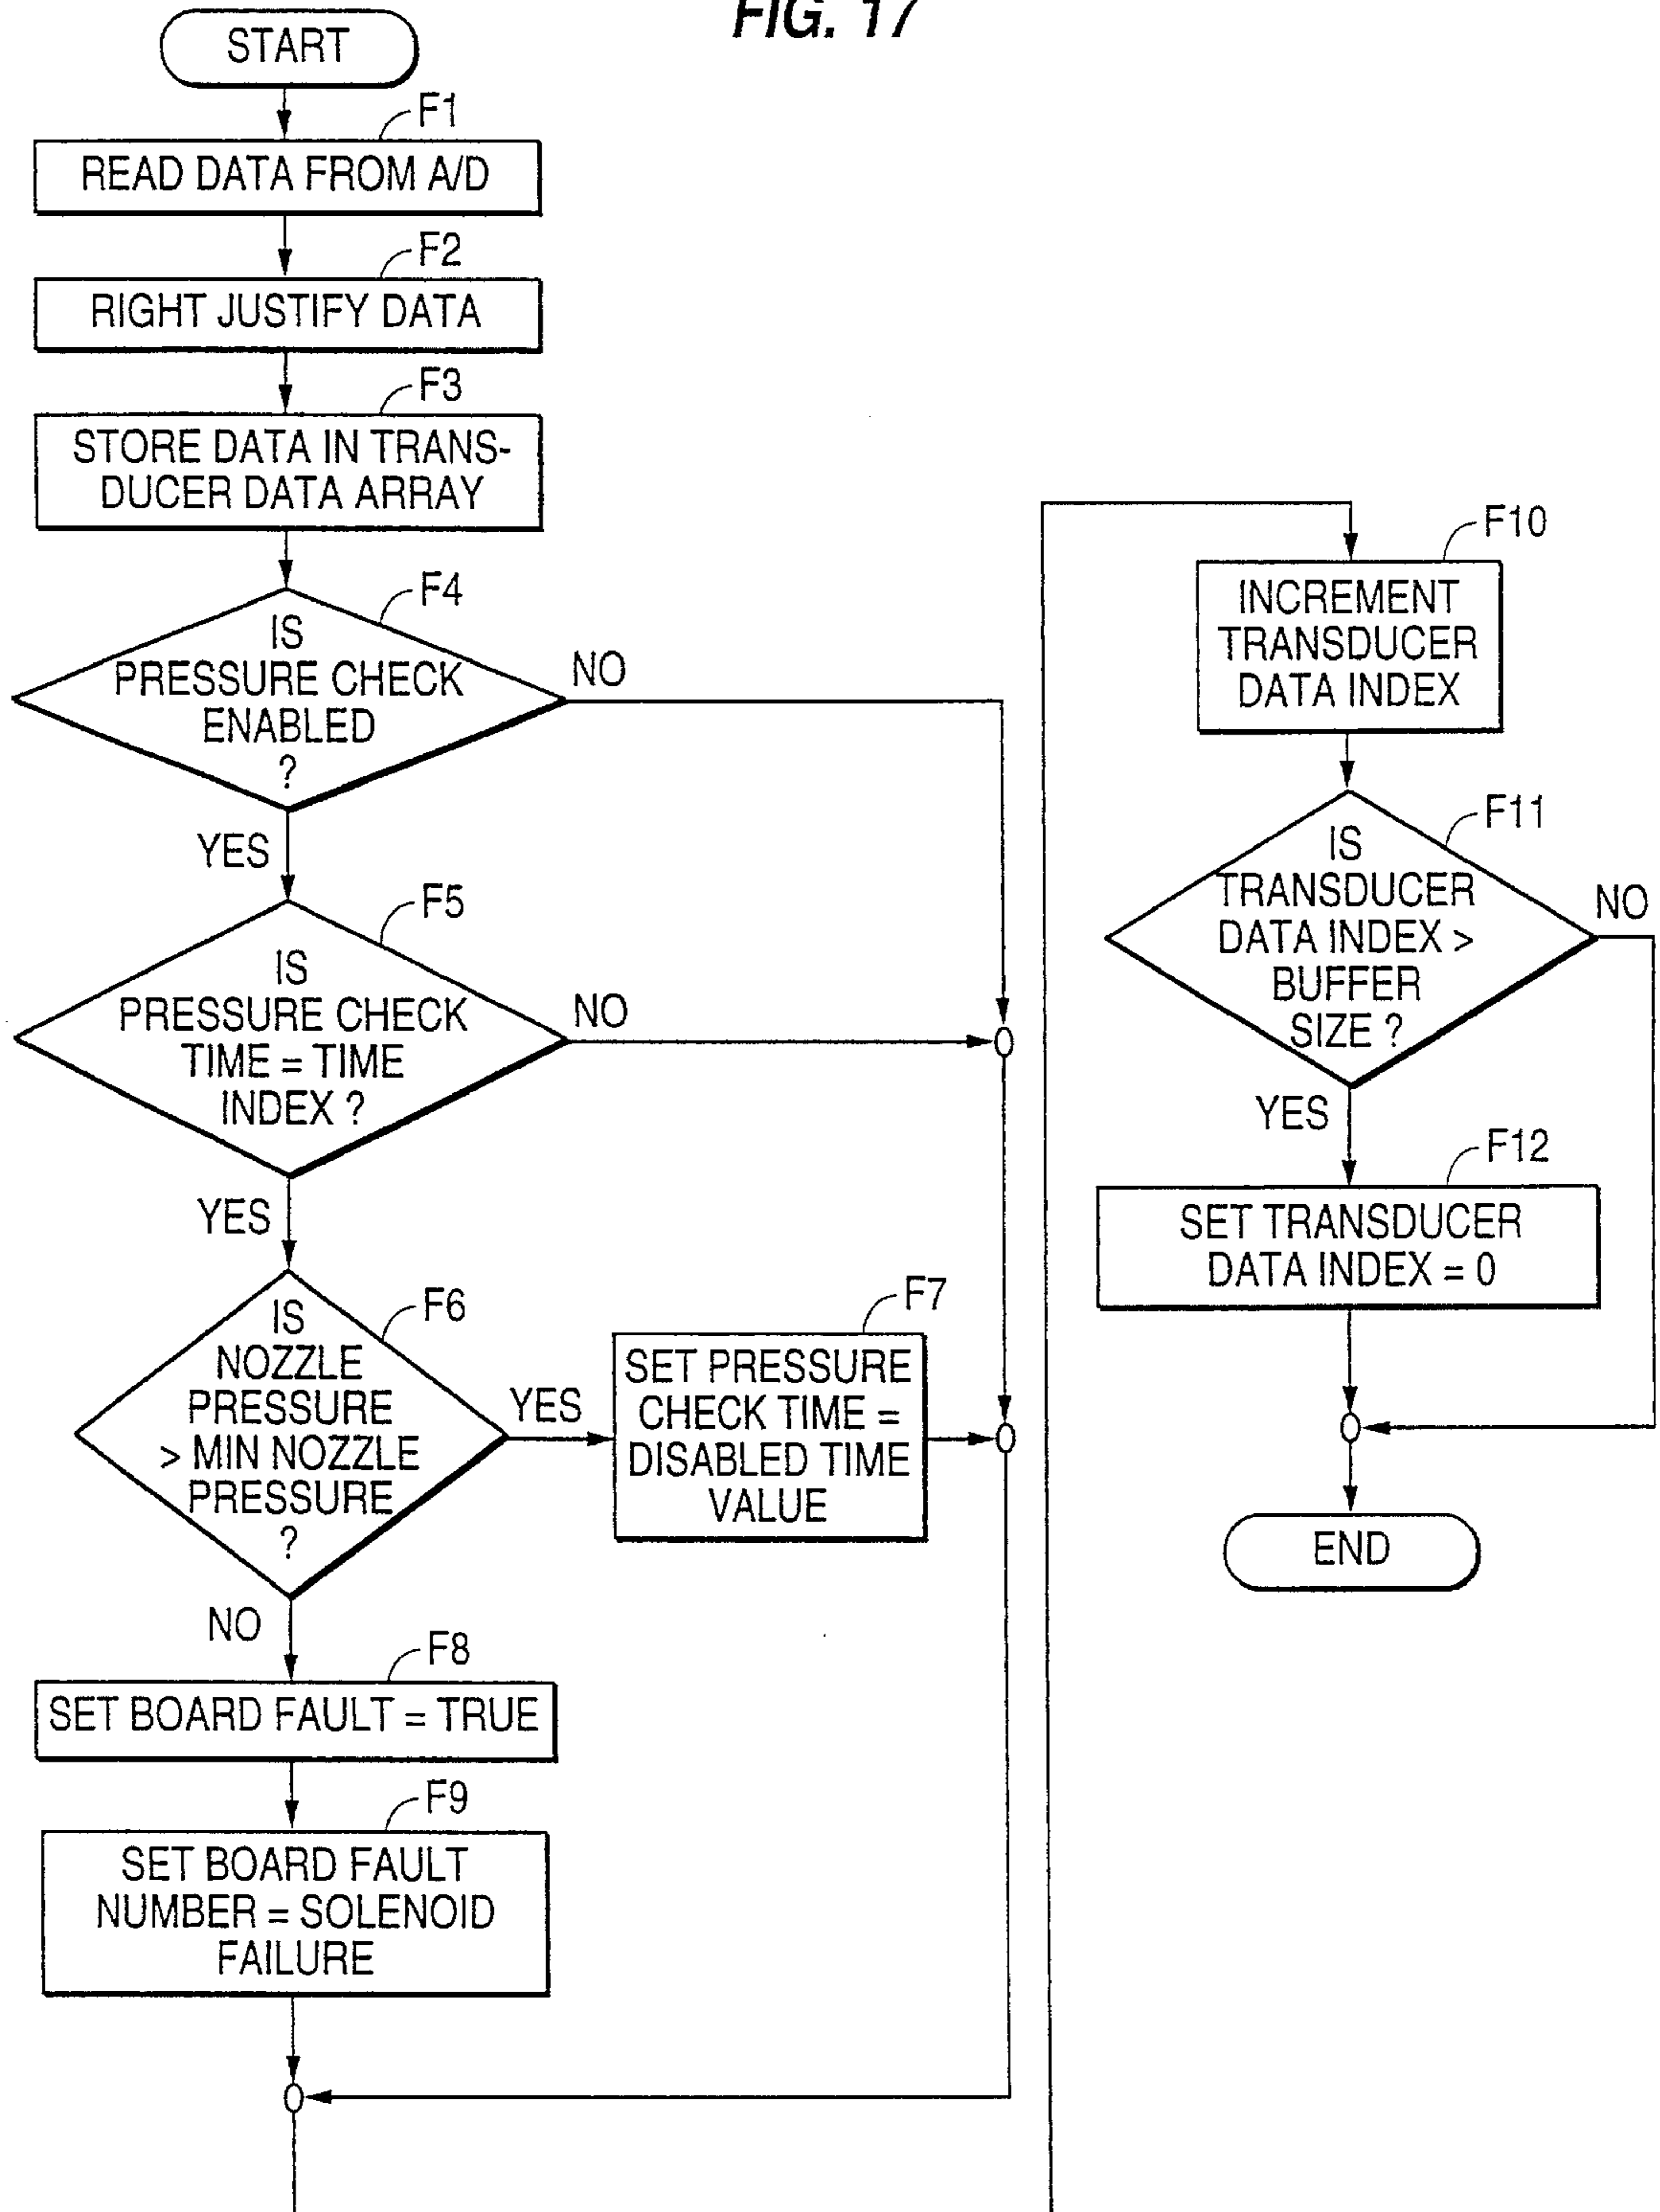 FIG. 17
START
F1
READ DATA FROM A/D
F2
RIGHT JUSTIFY DATA
F3
STORE DATA IN TRANS-
DUCER DATA ARRAY
F4
IS
PRESSURE CHECK
ENABLED
?
NO
YES
F5
IS
PRESSURE CHECK
TIME = TIME
INDEX ?
NO
YES
F6
IS
NOZZLE
PRESSURE
> MIN NOZZLE
PRESSURE
?
YES
F7
SET PRESSURE
CHECK TIME =
DISABLED TIME
VALUE
NO
F8
SET BOARD FAULT = TRUE
F9
SET BOARD FAULT
NUMBER = SOLENOID
FAILURE
F10
INCREMENT
TRANSDUCER
DATA INDEX
F11
IS
TRANSDUCER
DATA INDEX >
BUFFER
SIZE ?
NO
YES
F12
SET TRANSDUCER
DATA INDEX = 0
END